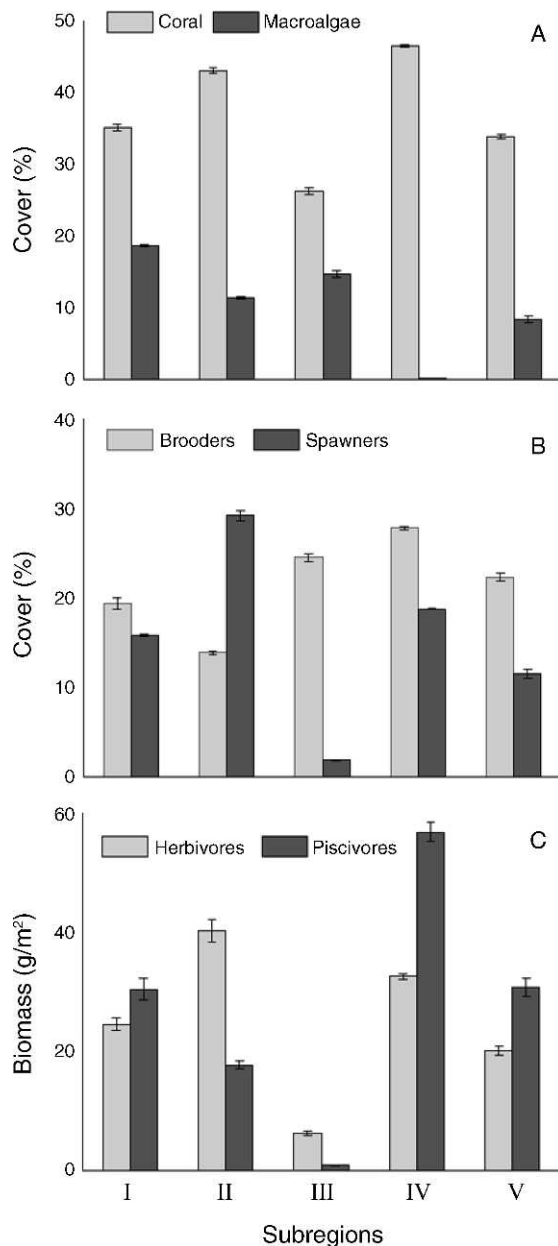 Coral Macroalgae
A
50
40
30
20
10
0
Cover (%)
Brooders Spawners
B
40
30
20
10
0
Cover (%)
Herbivores Piscivores
C
60
40
20
0
Biomass (g/m²)
I II III IV V
Subregions